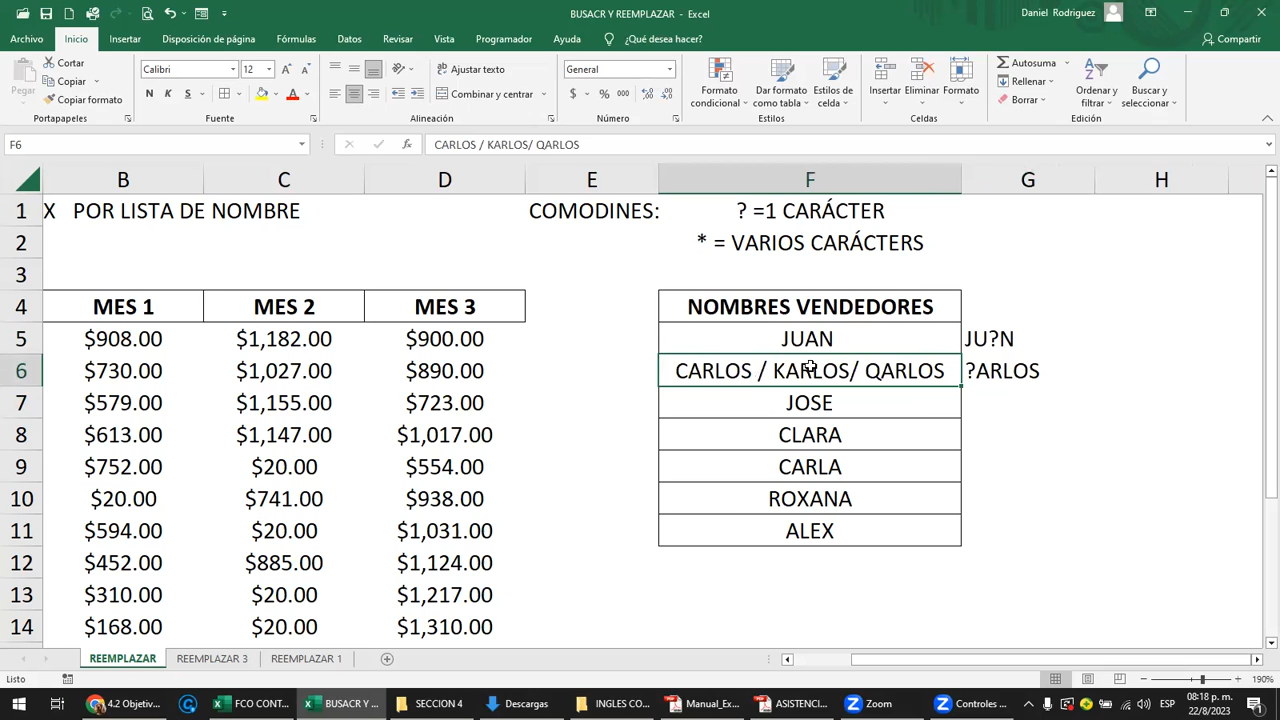 BUSACR Y REEMPLAZAR - Excel
Daniel Rodriguez
Archivo Inicio Insertar Disposición de página Fórmulas Datos Revisar Vista Programador Ayuda ¿Qué desea hacer? Compartir
Pegar
Cortar
Copiar
Copiar formato
Portapapeles
Calibri 12
N K S
Fuente
Ajustar texto
Combinar y centrar
Alineación
General
$ % 000
Número
Formato condicional
Dar formato como tabla
Estilos de celda
Estilos
Insertar Eliminar Formato
Celdas
Autosuma
Rellenar
Borrar
Ordenar y filtrar
Buscar y seleccionar
Edición
F6 fx CARLOS / KARLOS/ QARLOS
B C D E F G H
1 X POR LISTA DE NOMBRE COMODINES: ? =1 CARÁCTER
2 * = VARIOS CARÁCTERS
3
4 MES 1 MES 2 MES 3 NOMBRES VENDEDORES
5 $908.00 $1,182.00 $900.00 JUAN JU?N
6 $730.00 $1,027.00 $890.00 CARLOS / KARLOS/ QARLOS ?ARLOS
7 $579.00 $1,155.00 $723.00 JOSE
8 $613.00 $1,147.00 $1,017.00 CLARA
9 $752.00 $20.00 $554.00 CARLA
10 $20.00 $741.00 $938.00 ROXANA
11 $594.00 $20.00 $1,031.00 ALEX
12 $452.00 $885.00 $1,124.00
13 $310.00 $20.00 $1,217.00
14 $168.00 $20.00 $1,310.00
REEMPLAZAR REEMPLAZAR 3 REEMPLAZAR 1
Listo 190%
4.2 Objetiv... FCO CONT... BUSACR Y ... SECCION 4 Descargas INGLES CO... Manual_Ex... ASISTENCI... Zoom Controles ... ESP
08:18 p. m.
22/8/2023